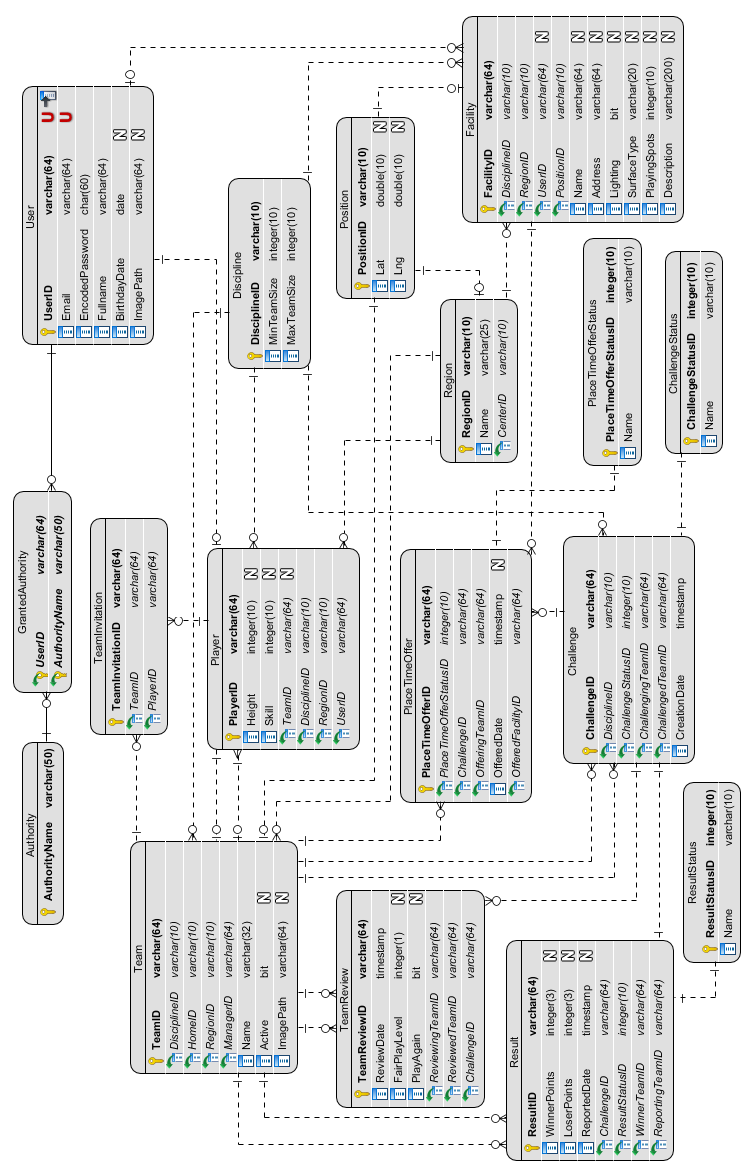 Authority
AuthorityName varchar(50)
GrantedAuthority
UserID varchar(64)
AuthorityName varchar(50)
User
UserID varchar(64) U
Email varchar(64) U
EncodedPassword char(60)
Fullname varchar(64)
BirthdayDate date N
ImagePath varchar(64) N
TeamInvitation
TeamInvitationID varchar(64)
TeamID varchar(64)
PlayerID varchar(64)
Team
TeamID varchar(64)
DisciplineID varchar(10)
HomeID varchar(10)
RegionID varchar(10)
ManagerID varchar(64)
Name varchar(32)
Active bit N
ImagePath varchar(64) N
Player
PlayerID varchar(64)
Height integer(10) N
Skill integer(10) N
TeamID varchar(64) N
DisciplineID varchar(10)
RegionID varchar(10)
UserID varchar(64)
Discipline
DisciplineID varchar(10)
MinTeamSize integer(10)
MaxTeamSize integer(10)
Position
PositionID varchar(10)
Lat double(10) N
Lng double(10) N
TeamReview
TeamReviewID varchar(64)
ReviewDate timestamp
FairPlayLevel integer(1) N
PlayAgain bit N
ReviewingTeamID varchar(64)
ReviewedTeamID varchar(64)
ChallengeID varchar(64)
PlaceTimeOffer
PlaceTimeOfferID varchar(64)
PlaceTimeOfferStatusID integer(10)
ChallengeID varchar(64)
OfferingTeamID varchar(64)
OfferedDate timestamp N
OfferedFacilityID varchar(64)
Region
RegionID varchar(10)
Name varchar(25)
CenterID varchar(10)
Facility
FacilityID varchar(64)
DisciplineID varchar(10)
RegionID varchar(10)
UserID varchar(64) N
PositionID varchar(10)
Name varchar(64) N
Address varchar(64) N
Lighting bit N
SurfaceType varchar(20) N
PlayingSpots integer(10) N
Description varchar(200) N
Result
ResultID varchar(64)
WinnerPoints integer(3) N
LoserPoints integer(3) N
ReportedDate timestamp N
ChallengeID varchar(64)
ResultStatusID integer(10)
WinnerTeamID varchar(64)
ReportingTeamID varchar(64)
Challenge
ChallengeID varchar(64)
DisciplineID varchar(10)
ChallengeStatusID integer(10)
ChallengingTeamID varchar(64)
ChallengedTeamID varchar(64)
CreationDate timestamp
PlaceTimeOfferStatus
PlaceTimeOfferStatusID integer(10)
Name varchar(10)
ChallengeStatus
ChallengeStatusID integer(10)
Name varchar(10)
ResultStatus
ResultStatusID integer(10)
Name varchar(10)